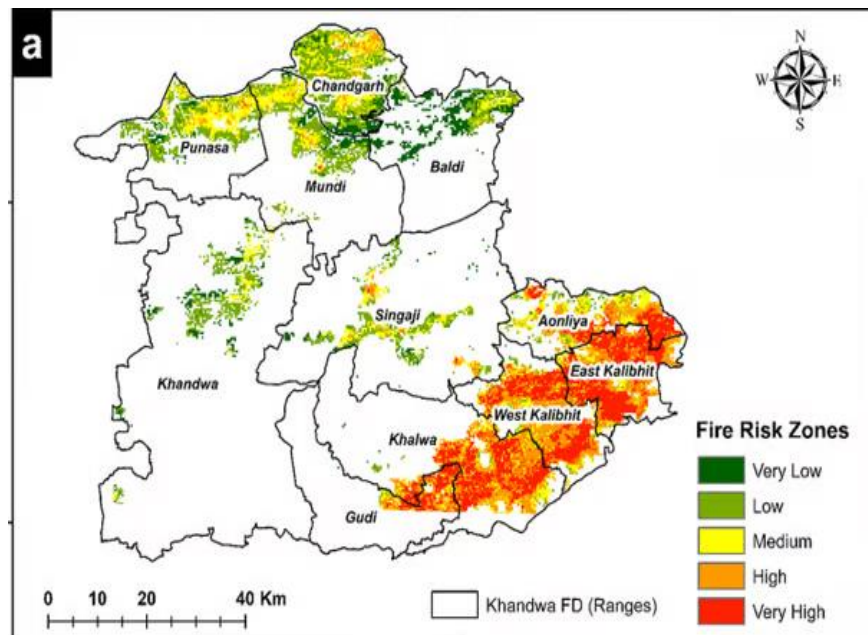 a
N
W E
S
Chandgarh
Punasa
Baldi
Mundi
Singaji
Aonliya
East Kalibhit
Khandwa
West Kalibhit
Khalwa
Gudi
Fire Risk Zones
Very Low
Low
Medium
High
Very High
0 10 20 40 Km
Khandwa FD (Ranges)